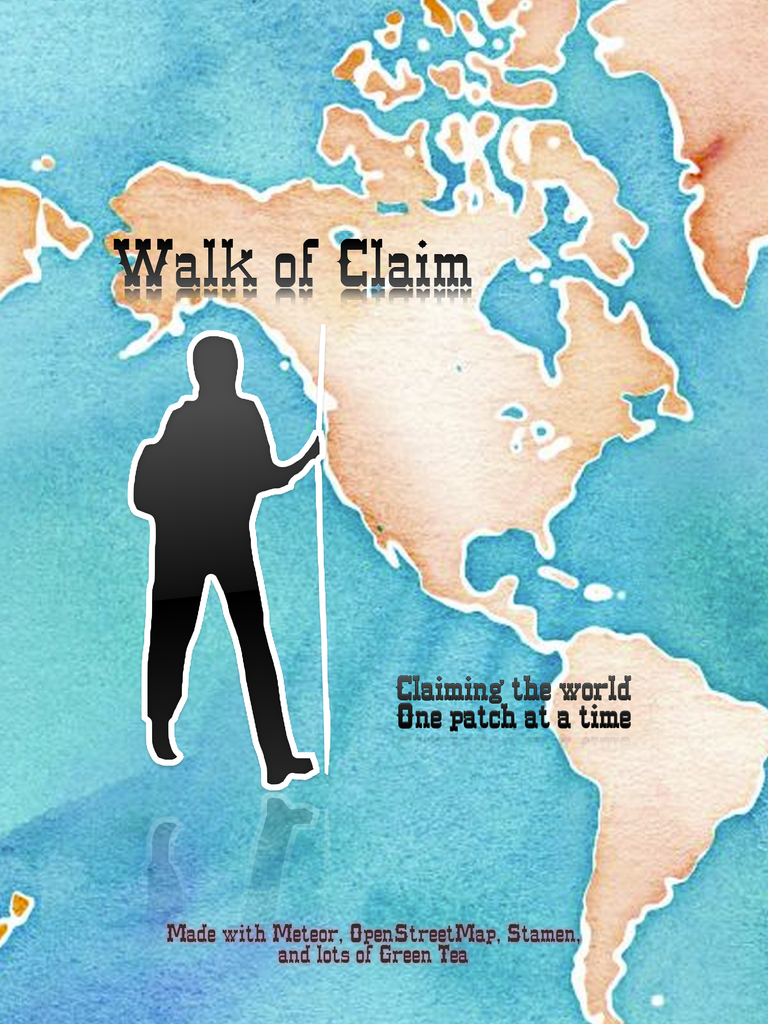 Walk of Claim
Claiming the world
One patch at a time
Made with Meteor, OpenStreetMap, Stamen,
and lots of Green Tea